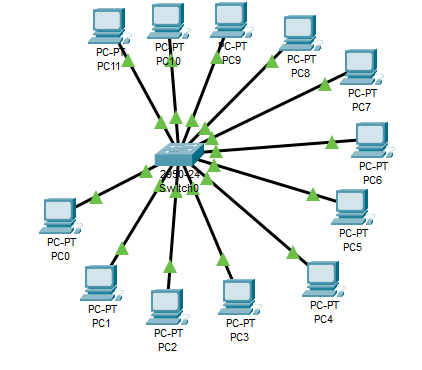 PC-PT
PC11
PC-PT
PC10
PC-PT
PC9
PC-PT
PC8
PC-PT
PC7
PC-PT
PC6
2950-24
Switch0
PC-PT
PC5
PC-PT
PC0
PC-PT
PC4
PC-PT
PC1
PC-PT
PC2
PC-PT
PC3